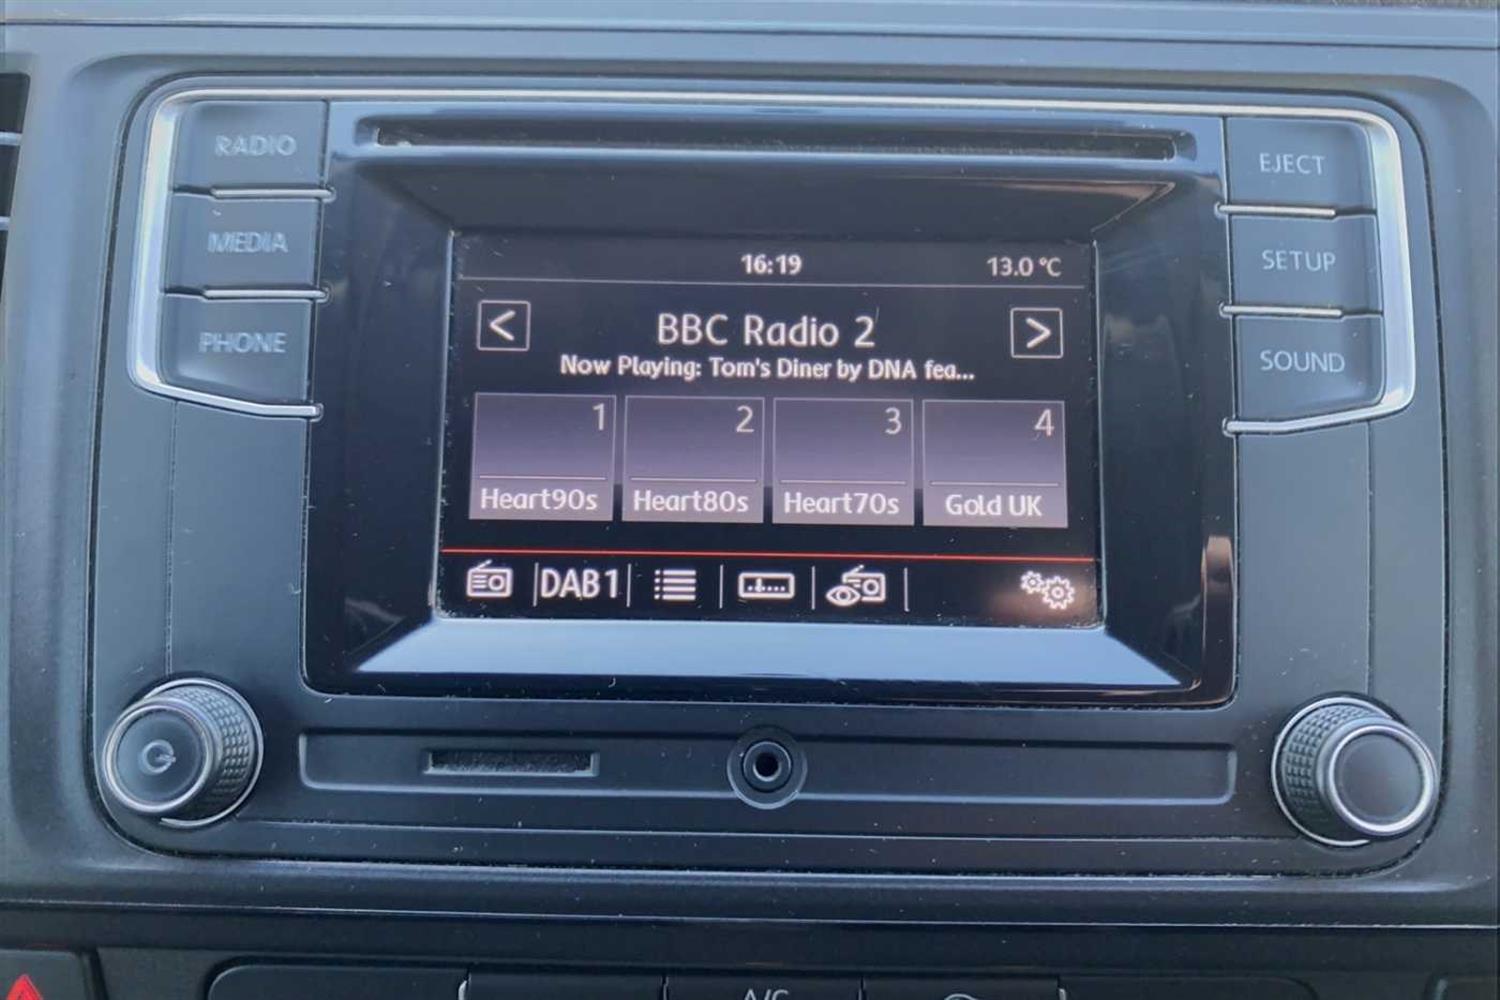 RADIO
MEDIA
PHONE
EJECT
SETUP
SOUND
16:19 13.0 °C
< BBC Radio 2 >
Now Playing: Tom's Diner by DNA fea...
1 2 3 4
Heart90s Heart80s Heart70s Gold UK
DAB1
A/C